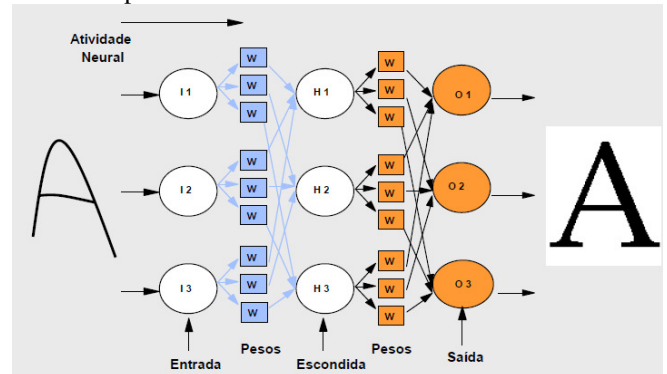 Atividade
Neural
w w
w w
w w
I 1 H 1 O 1
w w
w w
w w
I 2 H 2 O 2
A A
w w
w w
w w
I 3 H 3 O 3
Pesos Pesos Saída
Entrada Escondida